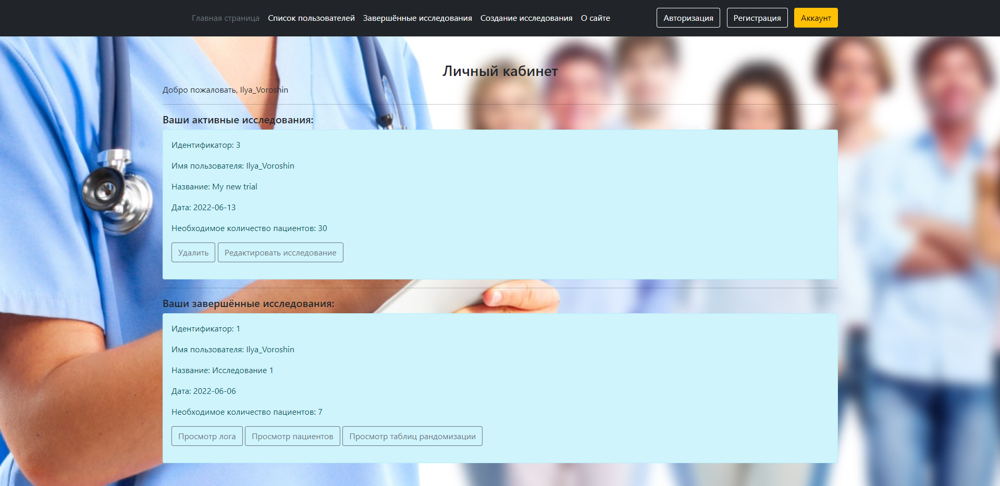 Главная страница Список пользователей Завершённые исследования Создание исследования О сайте Авторизация Регистрация Аккаунт
Личный кабинет
Добро пожаловать, Ilya_Voroshin
Ваши активные исследования:
Идентификатор: 3
Имя пользователя: Ilya_Voroshin
Название: My new trial
Дата: 2022-06-13
Необходимое количество пациентов: 30
Удалить Редактировать исследование
Ваши завершённые исследования:
Идентификатор: 1
Имя пользователя: Ilya_Voroshin
Название: Исследование 1
Дата: 2022-06-06
Необходимое количество пациентов: 7
Просмотр лога Просмотр пациентов Просмотр таблиц рандомизации